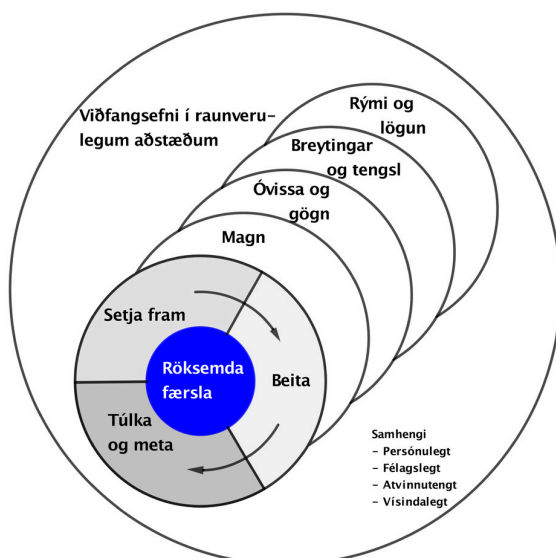 Viðfangsefni í raunveru-
legum aðstæðum
Rými og
lögun
Breytingar
og tengsl
Óvissa og
gögn
Magn
Setja fram
Röksemda
færsla
Beita
Túlka
og meta
Samhengi
- Persónulegt
- Félagslegt
- Atvinnutengt
- Vísindalegt